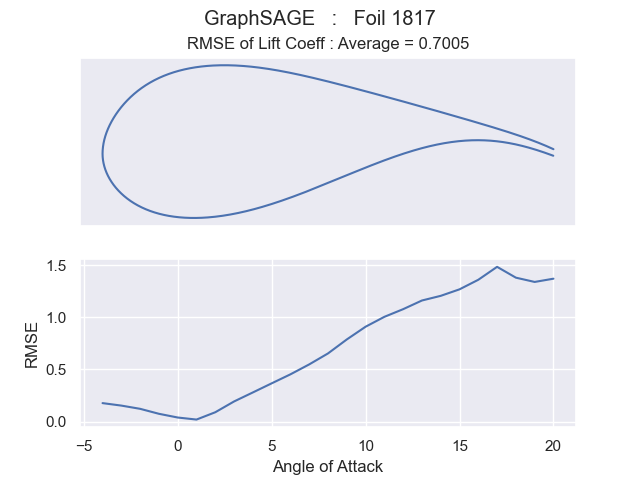 GraphSAGE   :   Foil 1817
RMSE of Lift Coeff : Average = 0.7005
1.5
1.0
0.5
0.0
RMSE
−5 0 5 10 15 20
Angle of Attack